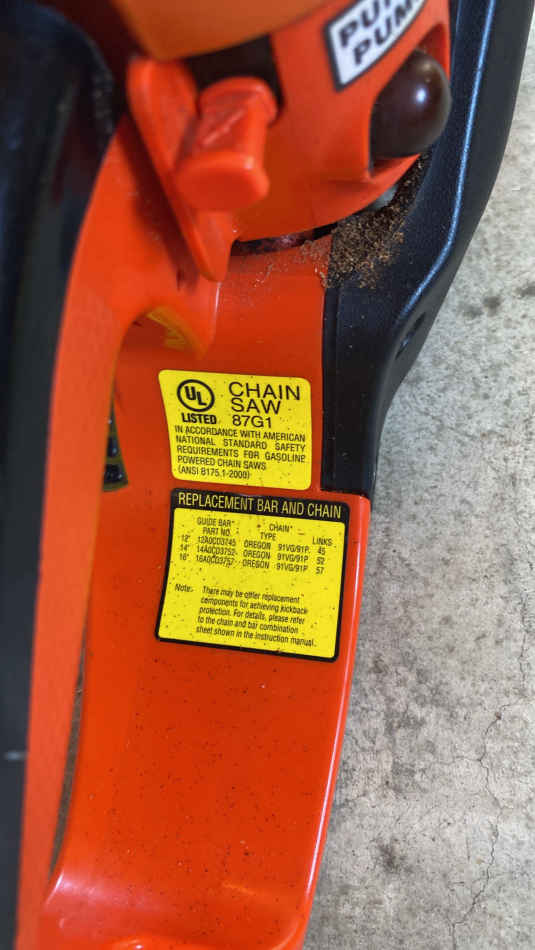 PUMP
UL
LISTED
CHAIN
SAW
87G1
IN ACCORDANCE WITH AMERICAN
NATIONAL STANDARD SAFETY
REQUIREMENTS FOR GASOLINE
POWERED CHAIN SAWS
(ANSI B175.1-2000)
REPLACEMENT BAR AND CHAIN
GUIDE BAR* CHAIN*
PART NO. TYPE LINKS
12" 12A0CD3745 OREGON 91VG/91P. 45
14" 14A0CD3752- OREGON 91VG/91P. 52
16" 16A0CD3757- OREGON 91VG/91P. 57
Note: There may be other replacement
components for achieving kickback
protection. For details, please refer
to the chain and bar combination
sheet shown in the instruction manual.